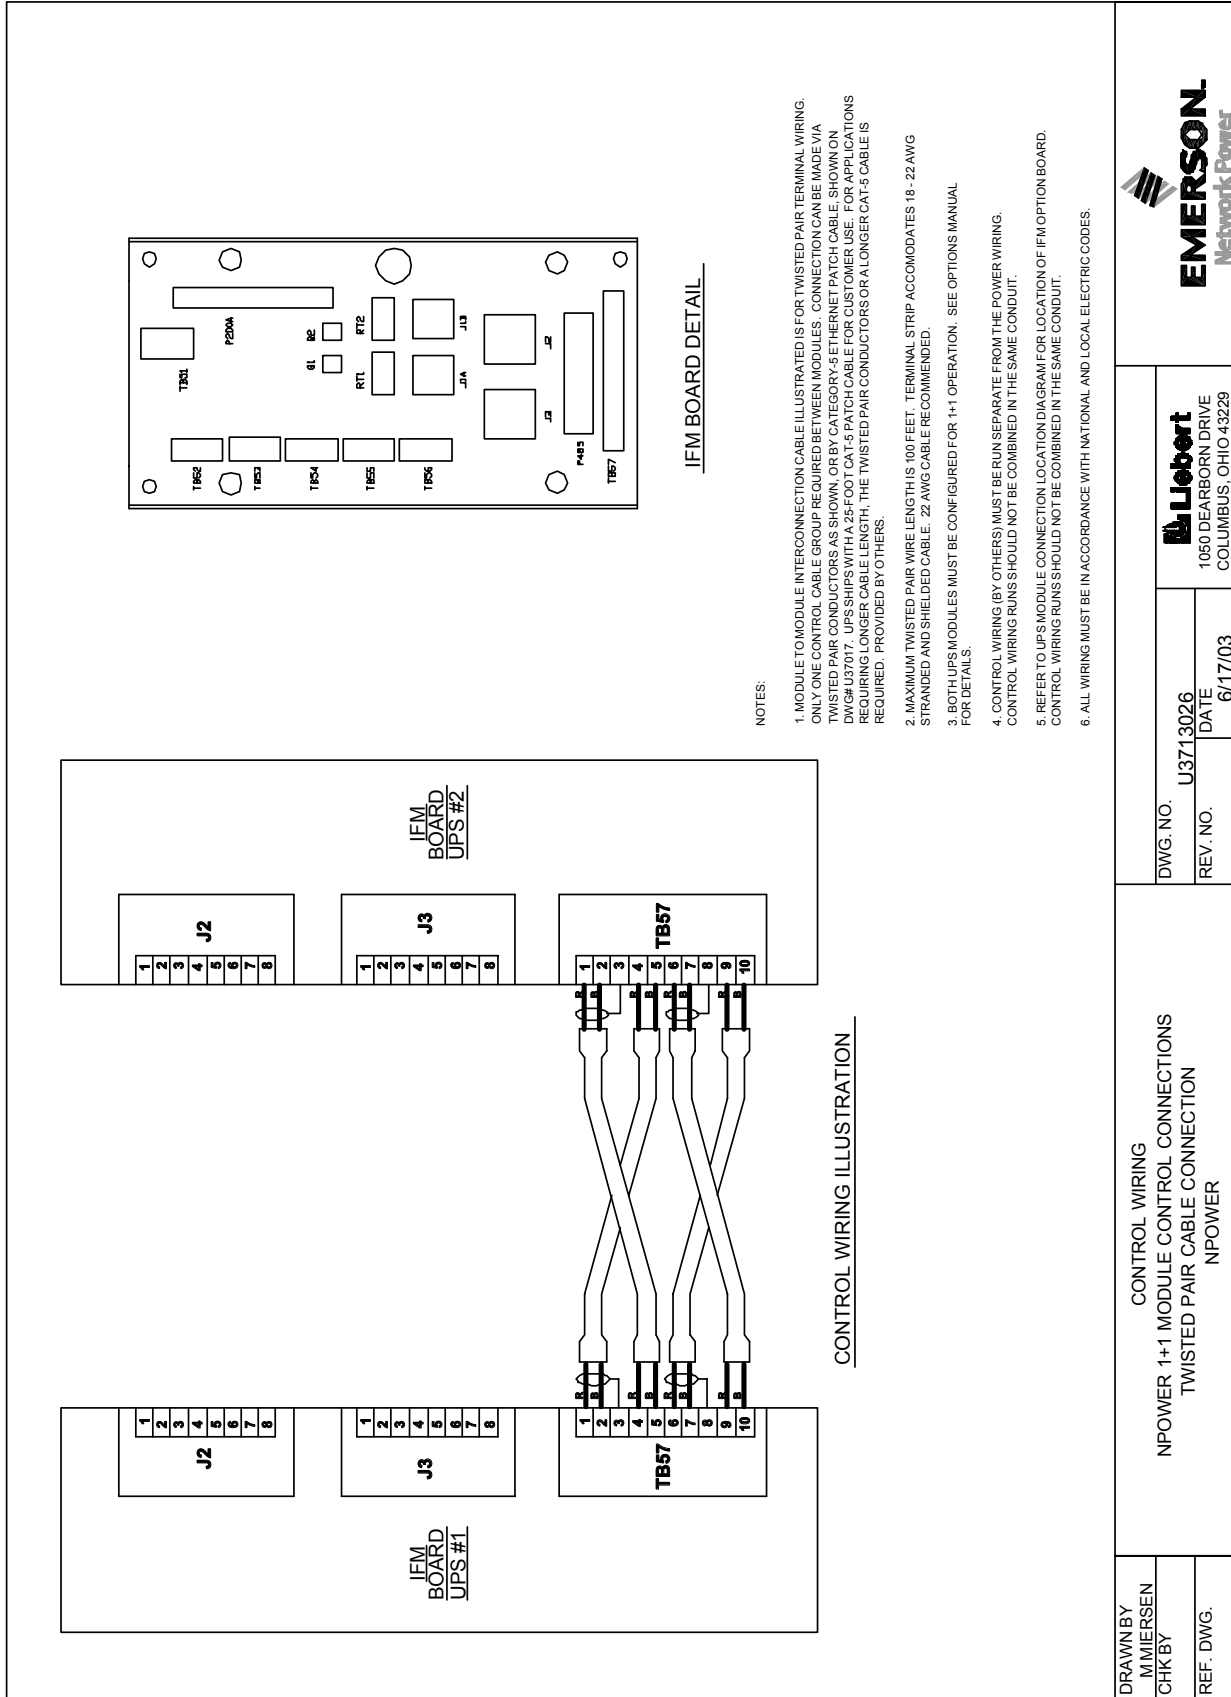 IFM
BOARD
UPS #1
J2
1
2
3
4
5
6
7
8
J3
1
2
3
4
5
6
7
8
TB57
1
2
3
4
5
6
7
8
9
10
R
B
R
B
R
B
R
B
IFM
BOARD
UPS #2
J2
1
2
3
4
5
6
7
8
J3
1
2
3
4
5
6
7
8
TB57
1
2
3
4
5
6
7
8
9
10
R
B
R
B
R
B
R
B
CONTROL WIRING ILLUSTRATION
TB51
P200A
TB52
TB53
TB54
TB55
TB56
RT1
RT2
J13
J3
J2
P485
TB57
IFM BOARD DETAIL
NOTES:
1. MODULE TO MODULE INTERCONNECTION CABLE ILLUSTRATED IS FOR TWISTED PAIR TERMINAL WIRING.
ONLY ONE CONTROL CABLE GROUP REQUIRED BETWEEN MODULES. CONNECTION CAN BE MADE VIA
TWISTED PAIR CONDUCTORS AS SHOWN, OR BY CATEGORY-5 ETHERNET PATCH CABLE, SHOWN ON
DWG# U37017. UPS SHIPS WITH A 25-FOOT CAT-5 PATCH CABLE FOR CUSTOMER USE. FOR APPLICATIONS
REQUIRING LONGER CABLE LENGTH, THE TWISTED PAIR CONDUCTORS OR A LONGER CAT-5 CABLE IS
REQUIRED. PROVIDED BY OTHERS.
2. MAXIMUM TWISTED PAIR WIRE LENGTH IS 100 FEET. TERMINAL STRIP ACCOMODATES 18 - 22 AWG
STRANDED AND SHIELDED CABLE. 22 AWG CABLE RECOMMENDED.
3. BOTH UPS MODULES MUST BE CONFIGURED FOR 1+1 OPERATION. SEE OPTIONS MANUAL
FOR DETAILS.
4. CONTROL WIRING (BY OTHERS) MUST BE RUN SEPARATE FROM THE POWER WIRING.
CONTROL WIRING RUNS SHOULD NOT BE COMBINED IN THE SAME CONDUIT.
5. REFER TO UPS MODULE CONNECTION LOCATION DIAGRAM FOR LOCATION OF IFM OPTION BOARD.
CONTROL WIRING RUNS SHOULD NOT BE COMBINED IN THE SAME CONDUIT.
6. ALL WIRING MUST BE IN ACCORDANCE WITH NATIONAL AND LOCAL ELECTRIC CODES.
DRAWN BY
M MIERSEN
CHK BY
REF. DWG.
CONTROL WIRING
NPOWER 1+1 MODULE CONTROL CONNECTIONS
TWISTED PAIR CABLE CONNECTION
NPOWER
DWG. NO.
U3713026
REV. NO.
DATE
6/17/03
Liebert
1050 DEARBORN DRIVE
COLUMBUS, OHIO 43229
EMERSON.
Network Power